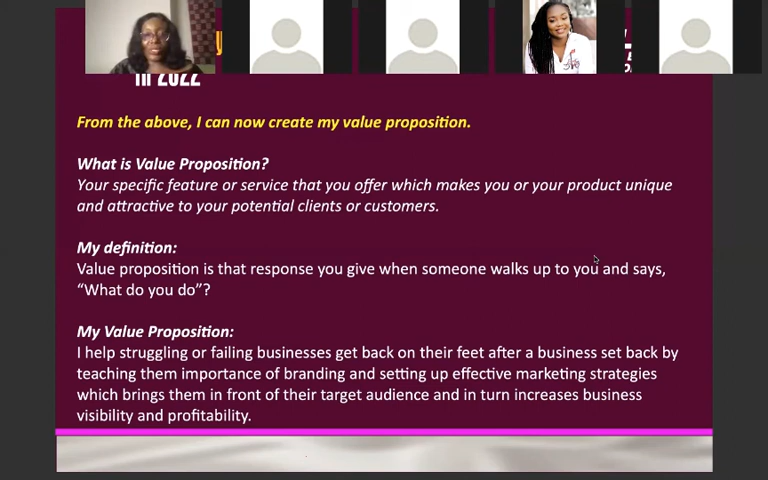 in 2022
From the above, I can now create my value proposition.
What is Value Proposition?
Your specific feature or service that you offer which makes you or your product unique
and attractive to your potential clients or customers.
My definition:
Value proposition is that response you give when someone walks up to you and says,
“What do you do”?
My Value Proposition:
I help struggling or failing businesses get back on their feet after a business set back by
teaching them importance of branding and setting up effective marketing strategies
which brings them in front of their target audience and in turn increases business
visibility and profitability.